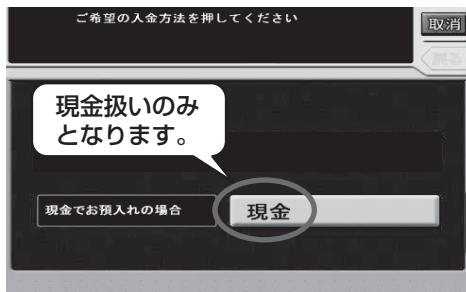 ご希望の入金方法を押してください
取消
戻る
現金扱いのみ
となります。
現金でお預入れの場合
現金